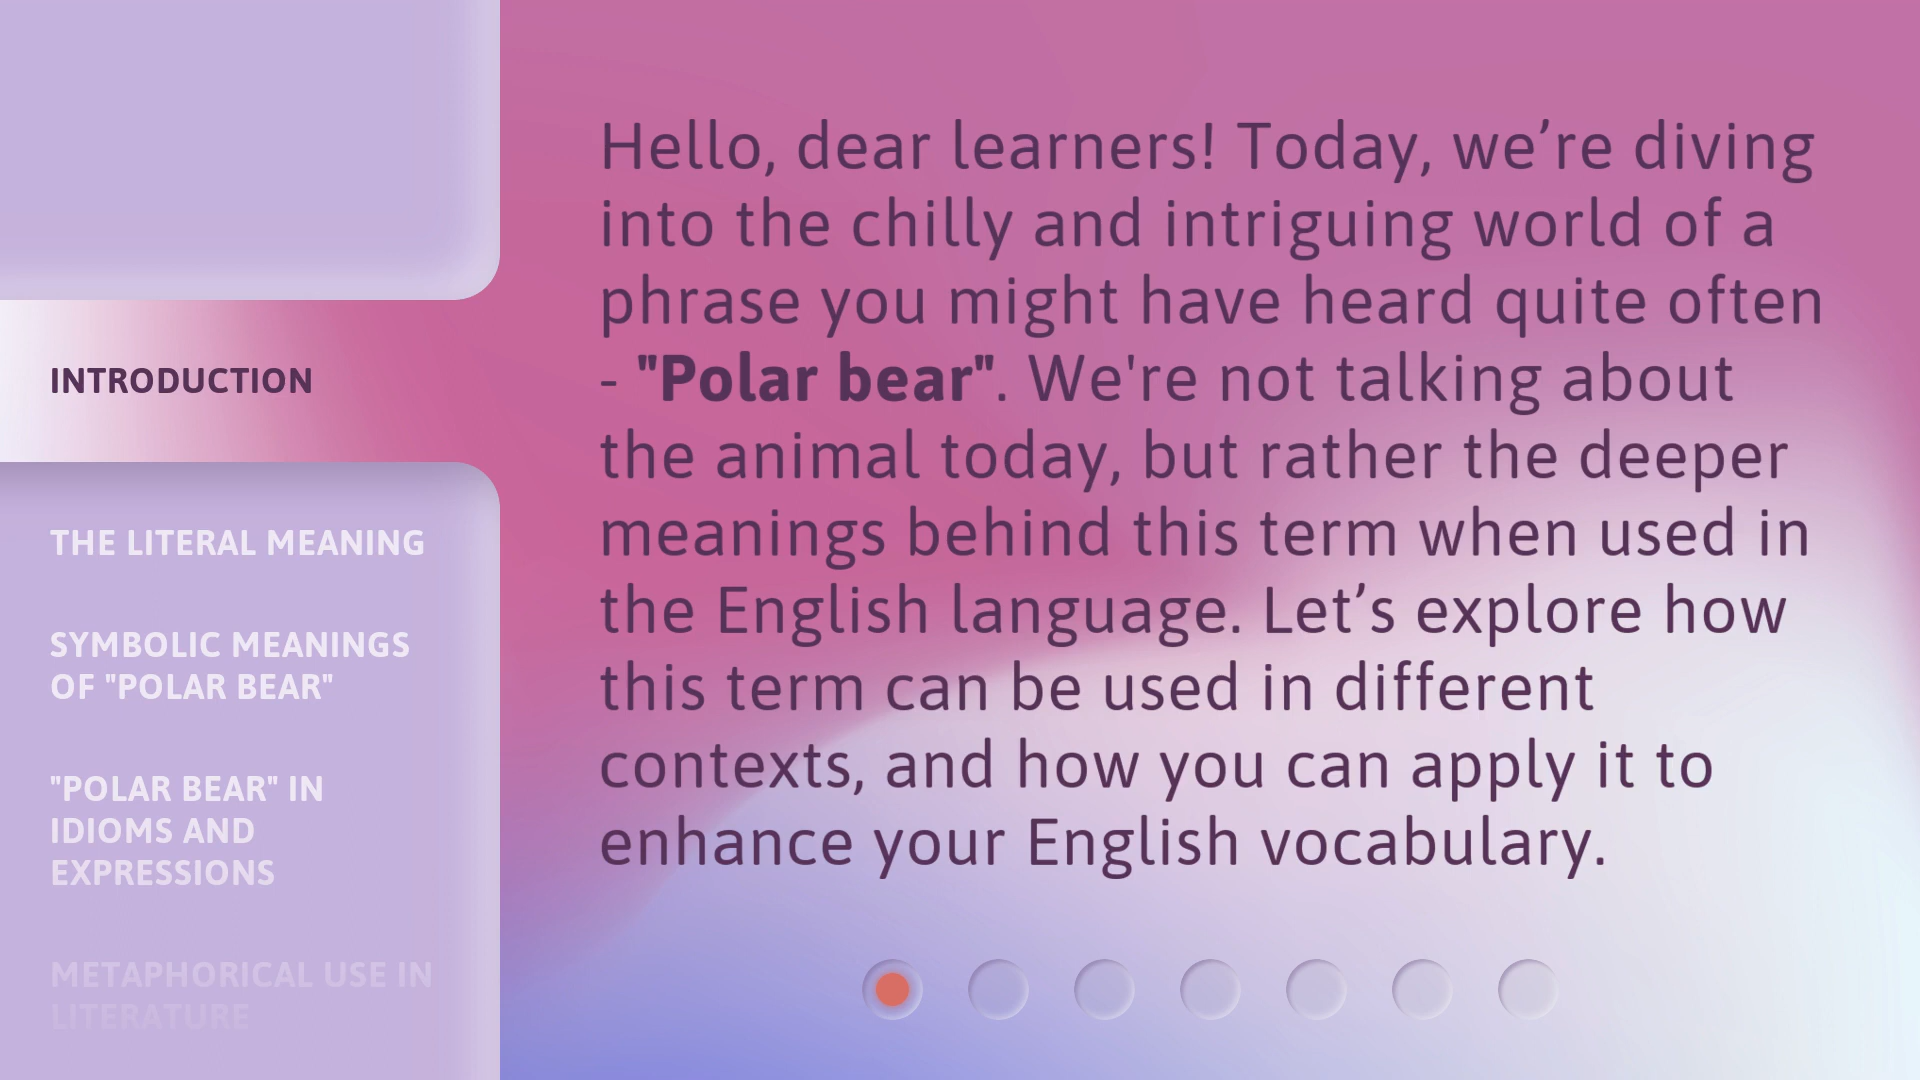 INTRODUCTION
THE LITERAL MEANING
SYMBOLIC MEANINGS
OF "POLAR BEAR"
"POLAR BEAR" IN
IDIOMS AND
EXPRESSIONS
METAPHORICAL USE IN
LITERATURE
Hello, dear learners! Today, we’re diving
into the chilly and intriguing world of a
phrase you might have heard quite often
- "Polar bear". We're not talking about
the animal today, but rather the deeper
meanings behind this term when used in
the English language. Let’s explore how
this term can be used in different
contexts, and how you can apply it to
enhance your English vocabulary.